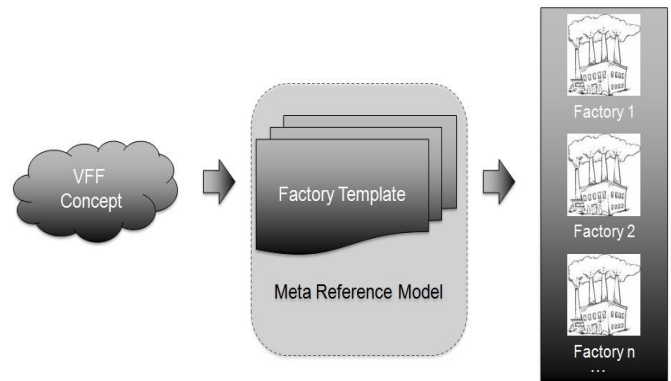 VFF
Concept
Factory Template
Meta Reference Model
Factory 1
Factory 2
Factory n
...